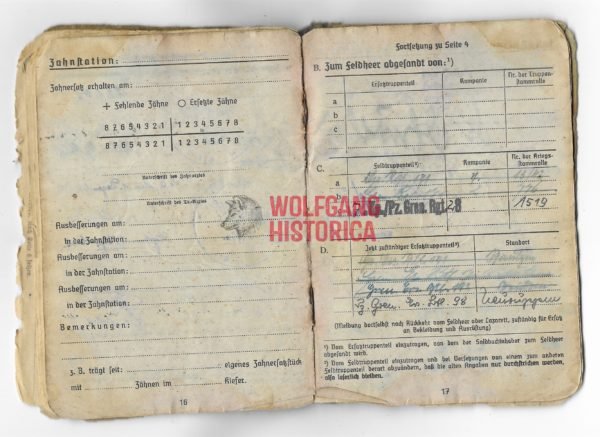 Zahnstation:
Zahnersatz erhalten am:
+ Fehlende Zähne ○ Ersetzte Zähne
8 7 6 5 4 3 2 1 | 1 2 3 4 5 6 7 8
8 7 6 5 4 3 2 1 | 1 2 3 4 5 6 7 8
Unterschrift des Zahnarztes
Unterschrift des
Ausbesserungen am:
in der Zahnstation:
Ausbesserungen am:
in der Zahnstation:
Ausbesserungen am:
in der Zahnstation:
Bemerkungen:
z. B. trägt seit: eigenes Zahnersatzstück
mit Zähnen im Kiefer.
16
WOLFGANG
HISTORICA
Fortsetzung zu Seite 4
B. Zum Feldheer abgesandt von:¹)
Ersatztruppenteil Kompanie Nr. der Truppen-
stammrolle
a
b
c
C. Feldtruppenteil²) Kompanie Nr. der Kriegs-
stammrolle
a
b
/Pz. Gren. Rgt. 28 1519
D. Jetzt zuständiger Ersatztruppenteil²) Standort
Gren. 98 Neuruppin
(Meldung dortselbst nach Rückkehr vom Feldheer oder Lazarett, zuständig für Ersatz
an Bekleidung und Ausrüstung)
¹) Vom Ersatztruppenteil einzutragen, von dem der Soldbuchinhaber zum Feldheer
abgesandt wird.
²) Vom Feldtruppenteil einzutragen und bei Versetzungen von einem zum anderen
Feldtruppenteil derart abzuändern, daß die alten Angaben nur durchstrichen werden,
also leserlich bleiben.
17